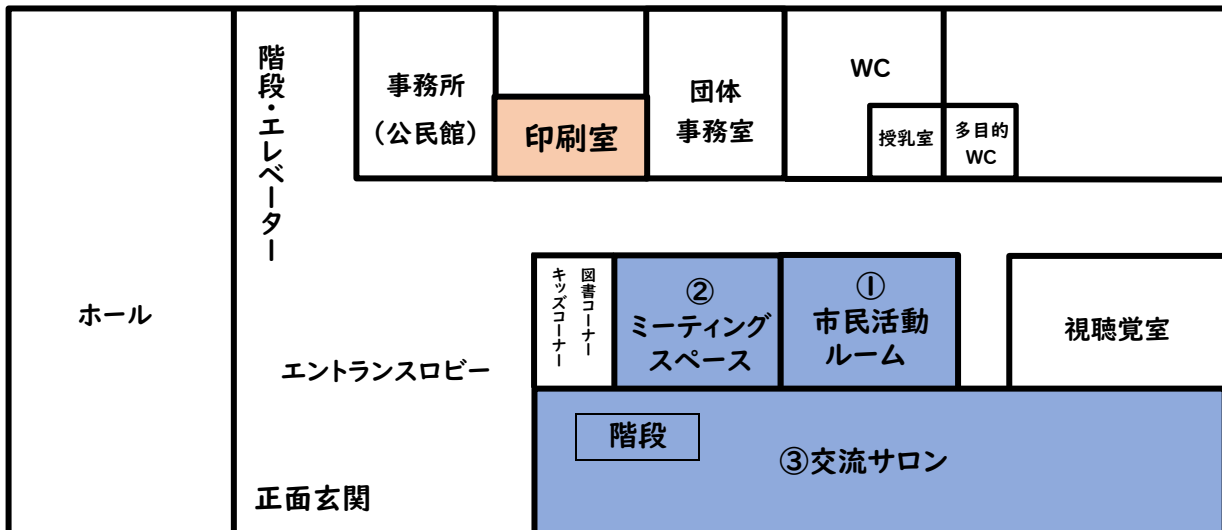 ホール
階段・エレベーター
事務所
(公民館)
印刷室
団体
事務室
WC
授乳室
多目的
WC
図書コーナー
キッズコーナー
②
ミーティング
スペース
①
市民活動
ルーム
視聴覚室
エントランスロビー
階段
③交流サロン
正面玄関